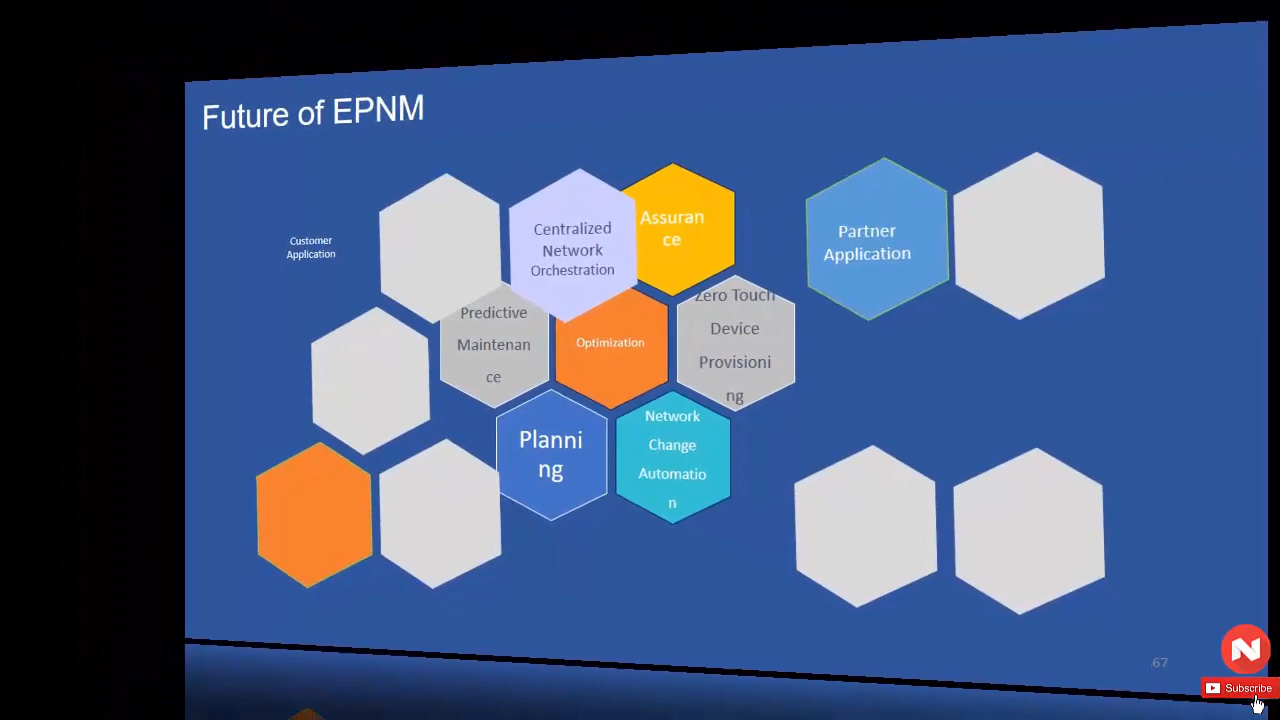 Future of EPNM
Customer
Application
Centralized
Network
Orchestration
Assuran
ce
Partner
Application
Predictive
Maintenan
ce
Optimization
Zero Touch
Device
Provisioni
ng
Planni
ng
Network
Change
Automatio
n
67
Subscribe